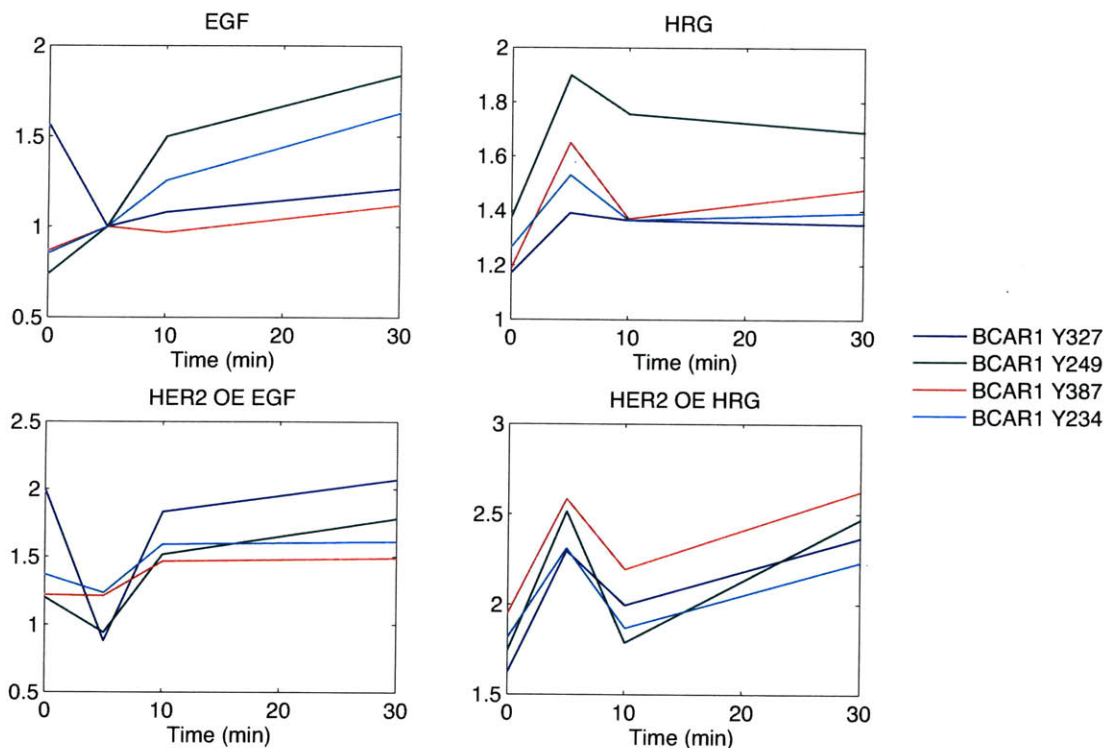 EGF
2
1.5
1
0.5
0
10
20
30
Time (min)
HRG
2
1.8
1.6
1.4
1.2
1
0
10
20
30
Time (min)
HER2 OE EGF
2.5
2
1.5
1
0.5
0
10
20
30
Time (min)
HER2 OE HRG
3
2.5
2
1.5
0
10
20
30
Time (min)
BCAR1 Y327
BCAR1 Y249
BCAR1 Y387
BCAR1 Y234